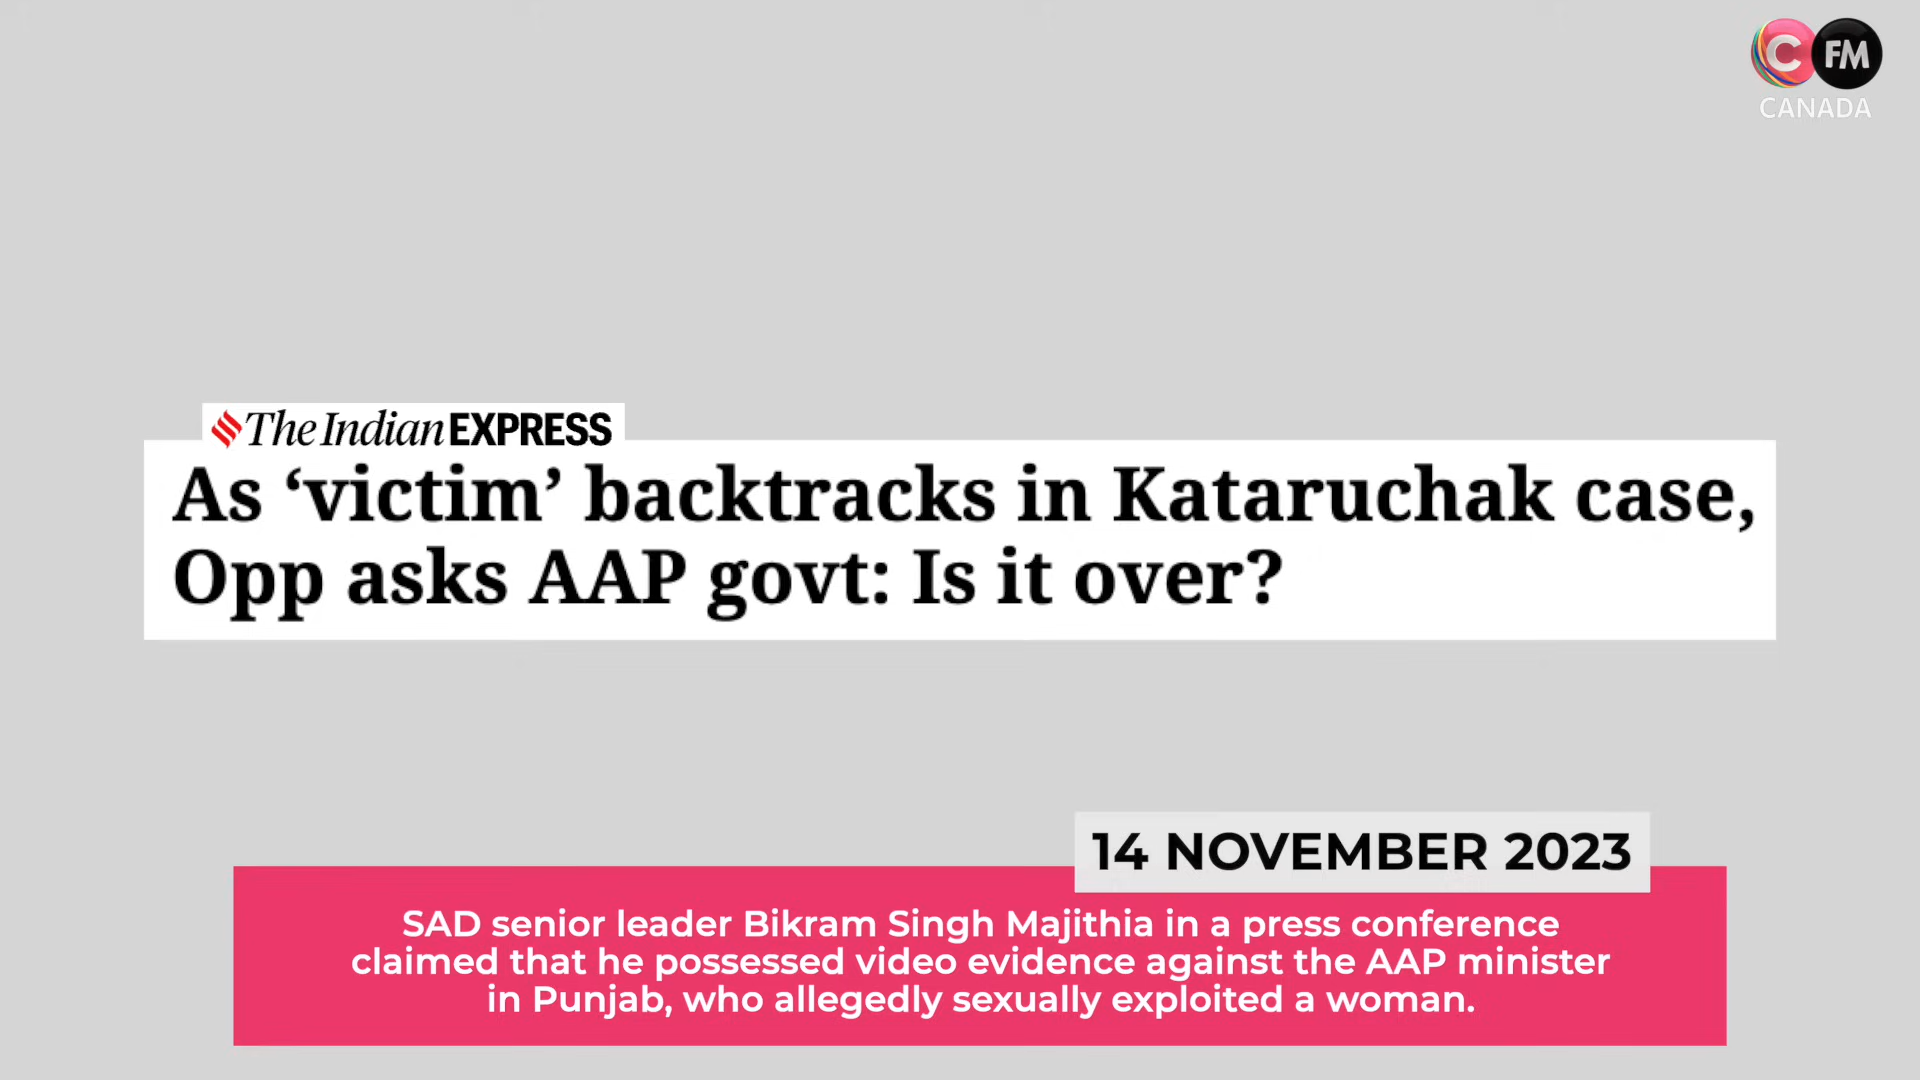 C FM
CANADA
The Indian EXPRESS
As ‘victim’ backtracks in Kataruchak case,
Opp asks AAP govt: Is it over?
14 NOVEMBER 2023
SAD senior leader Bikram Singh Majithia in a press conference
claimed that he possessed video evidence against the AAP minister
in Punjab, who allegedly sexually exploited a woman.